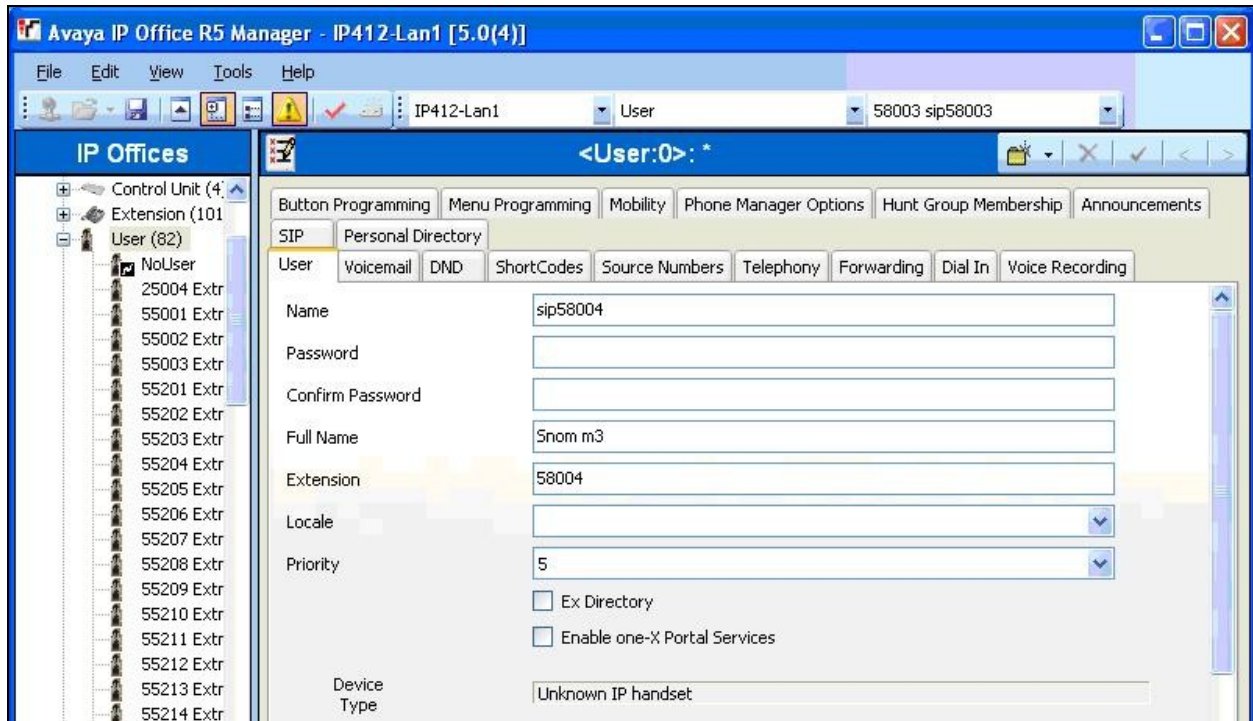 Avaya IP Office R5 Manager - IP412-Lan1 [5.0(4)]
File Edit View Tools Help
IP412-Lan1 User 58003 sip58003
IP Offices
<User:0>: *
Control Unit (4
Extension (101
User (82)
NoUser
25004 Extr
55001 Extr
55002 Extr
55003 Extr
55201 Extr
55202 Extr
55203 Extr
55204 Extr
55205 Extr
55206 Extr
55207 Extr
55208 Extr
55209 Extr
55210 Extr
55211 Extr
55212 Extr
55213 Extr
55214 Extr
Button Programming Menu Programming Mobility Phone Manager Options Hunt Group Membership Announcements
SIP Personal Directory
User Voicemail DND ShortCodes Source Numbers Telephony Forwarding Dial In Voice Recording
Name sip58004
Password
Confirm Password
Full Name Snom m3
Extension 58004
Locale
Priority 5
Ex Directory
Enable one-X Portal Services
Device
Type
Unknown IP handset